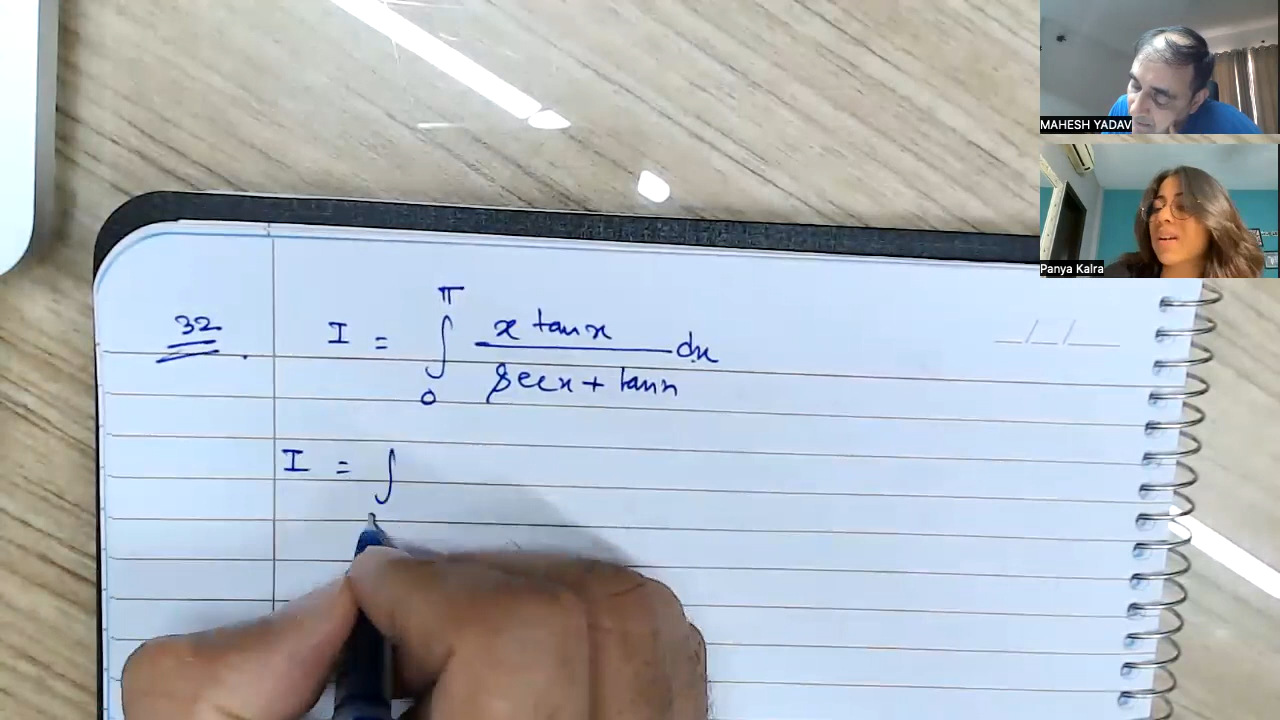 MAHESH YADAV
Panya Kalra
32.
I = ∫₀^π x tan x / sec x + tan x dx
I = ∫